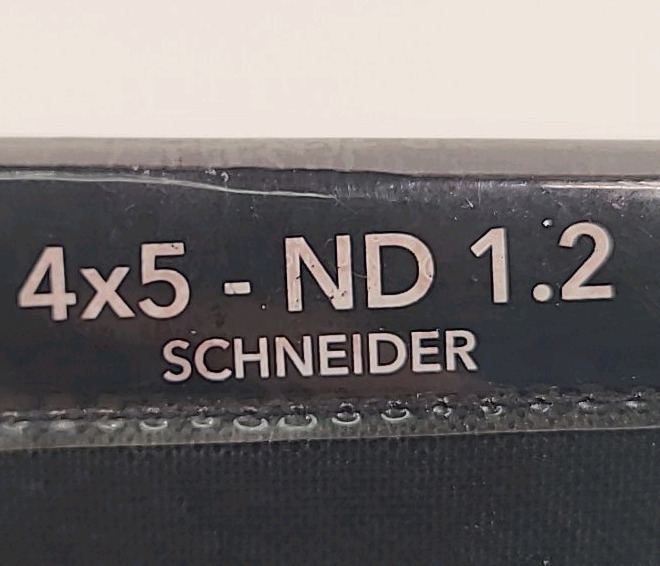 4x5 - ND 1.2
SCHNEIDER